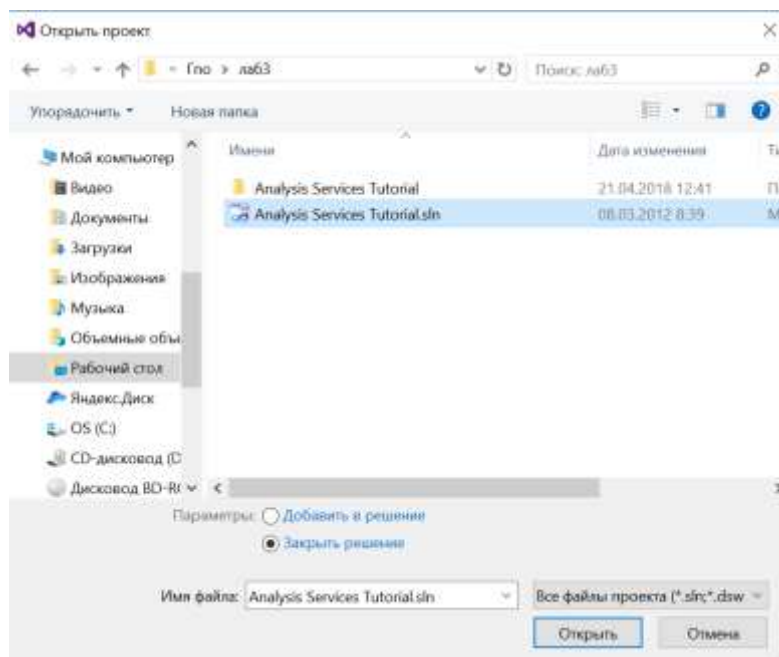 Открыть проект
Гпо > лаб3
Поиск: лаб3
Упорядочить
Новая папка
Имени
Дата изменения
Ти
Мой компьютер
Видео
Analysis Services Tutorial
21.04.2018 12:41
П
Документы
Analysis Services Tutorial.sln
08.03.2012 8:39
M
Загрузки
Изображения
Музыка
Объемные объ
Рабочий стол
Яндекс.Диск
OS (C:)
CD-дисковод (D
Дисковод BD-R
Параметры:
Добавить в решение
Закрыть решение
Имя файла:
Analysis Services Tutorial.sln
Все файлы проекта (*.sln;*.dsw
Открыть
Отмена